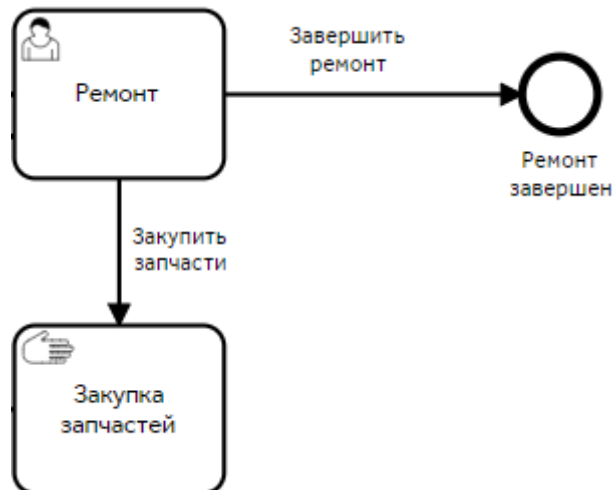 Завершить
ремонт
Ремонт
Ремонт
завершен
Закупить
запчасти
Закупка
запчастей